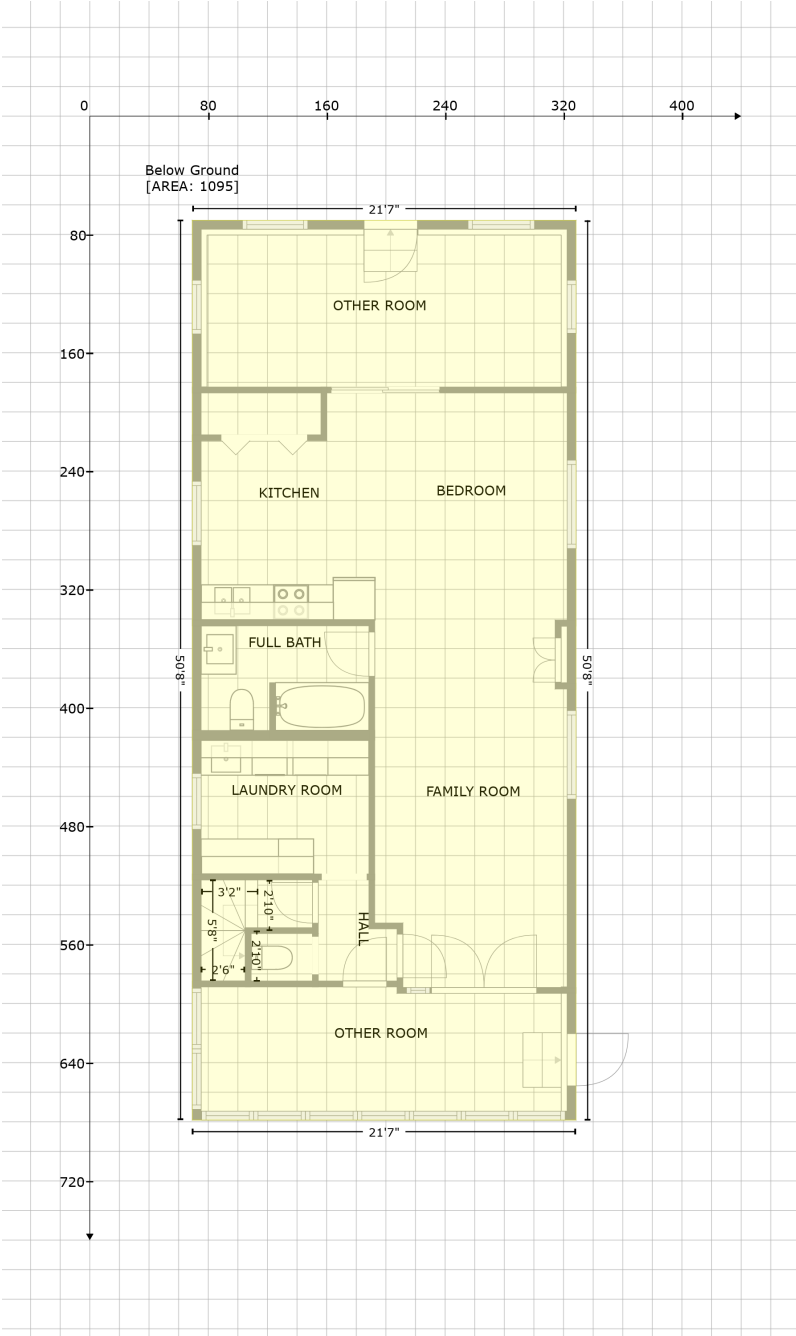 0 80 160 240 320 400
Below Ground
[AREA: 1095]
21'7"
80
OTHER ROOM
160
240
KITCHEN
BEDROOM
320
FULL BATH
50'8"
50'8"
400
LAUNDRY ROOM
FAMILY ROOM
480
3'2"
2'10"
5'8"
HALL
2'10"
2'6"
560
OTHER ROOM
640
21'7"
720